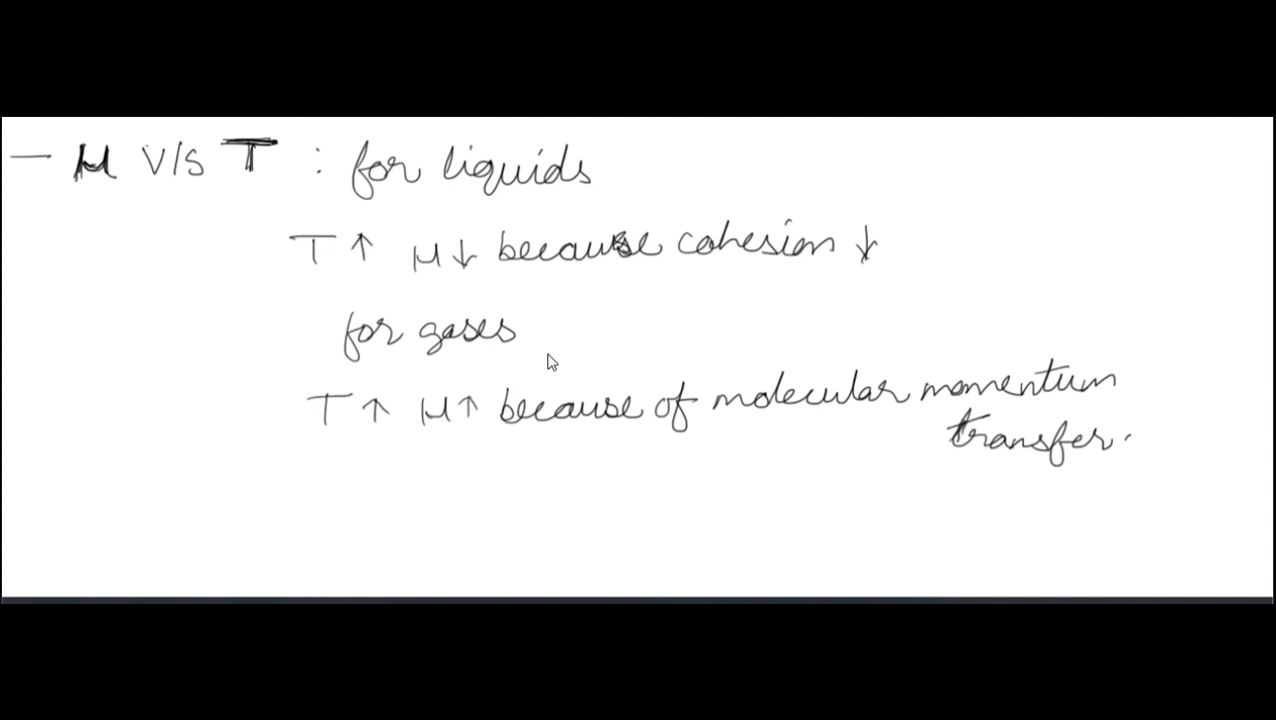 — μ V/S T : for liquids
T ↑ μ ↓ because cohesion ↓
for gases
T ↑ μ ↑ because of molecular momentum
transfer.